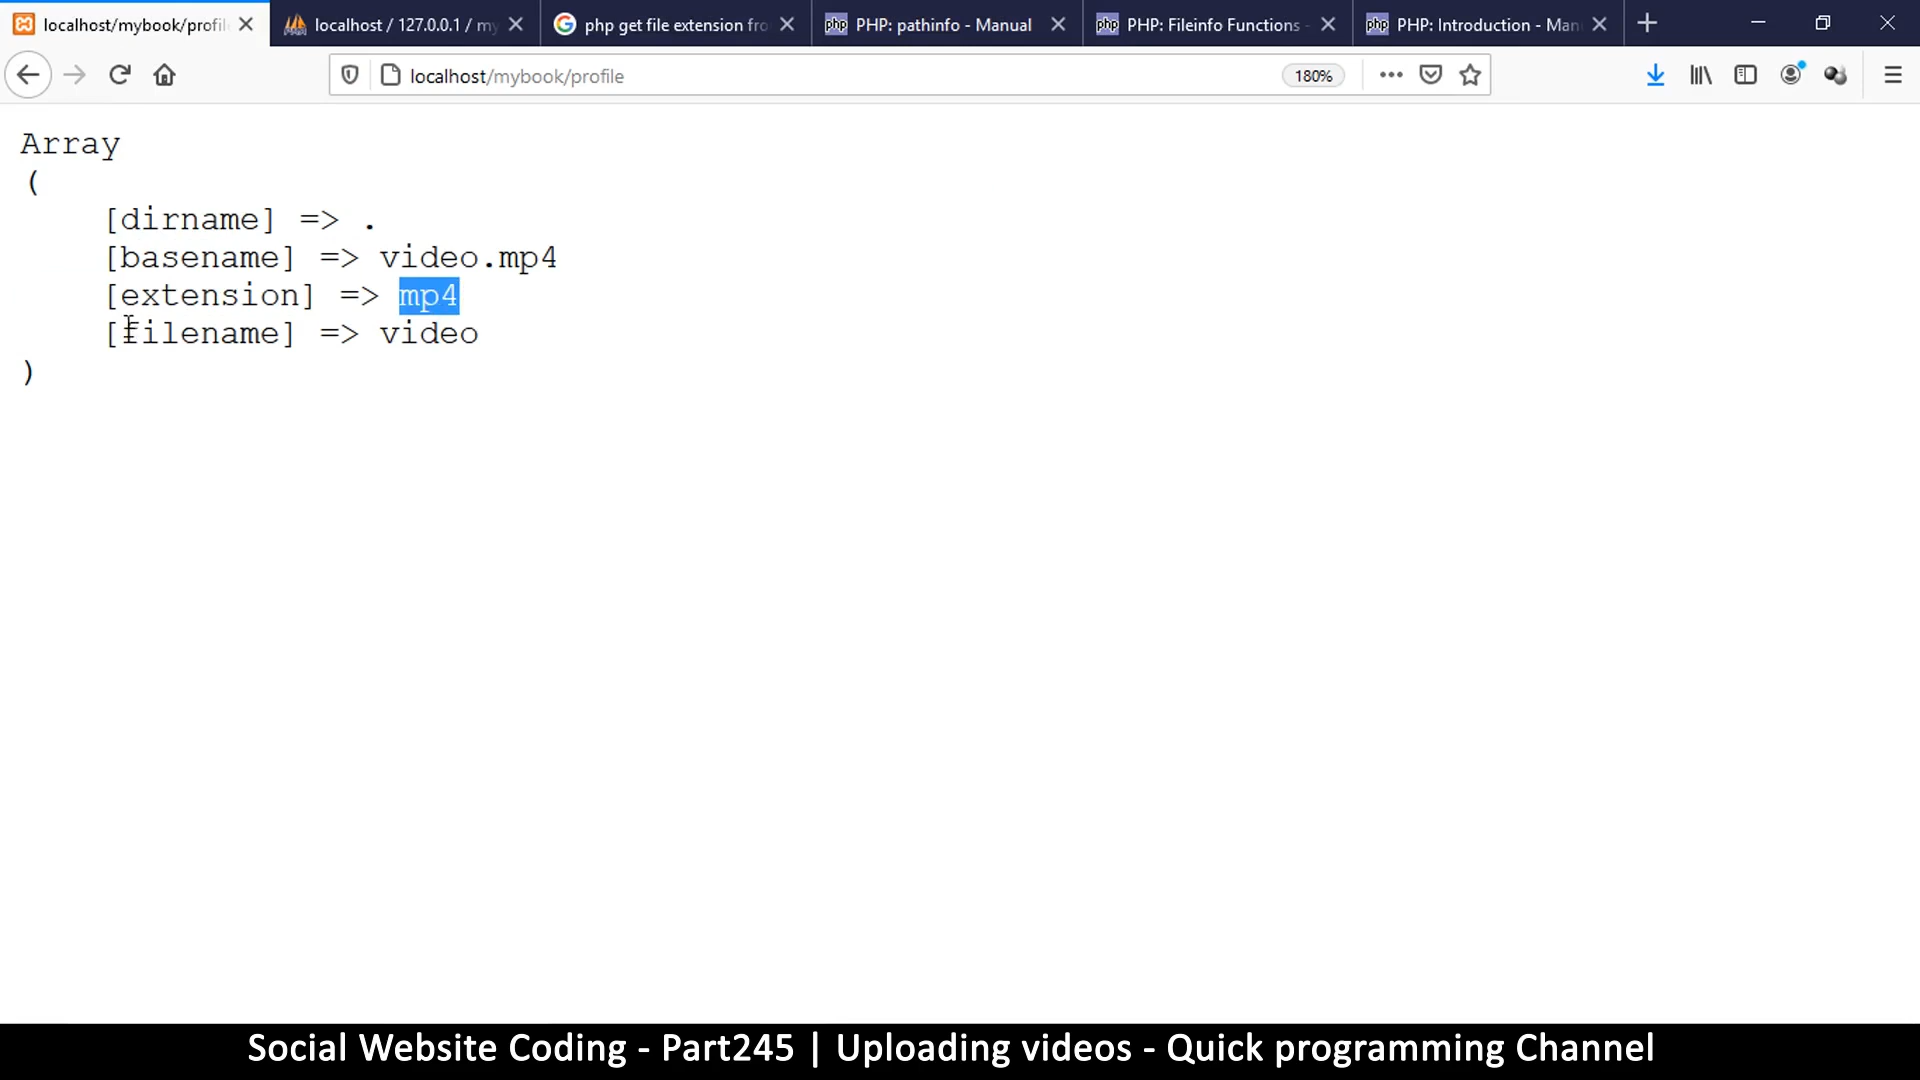 localhost/mybook/profil
localhost / 127.0.0.1 / my
php get file extension fro
PHP: pathinfo - Manual
PHP: Fileinfo Functions -
PHP: Introduction - Man
localhost/mybook/profile
180%
Array
(
[dirname] => .
[basename] => video.mp4
[extension] => mp4
[filename] => video
)
Social Website Coding - Part245 | Uploading videos - Quick programming Channel